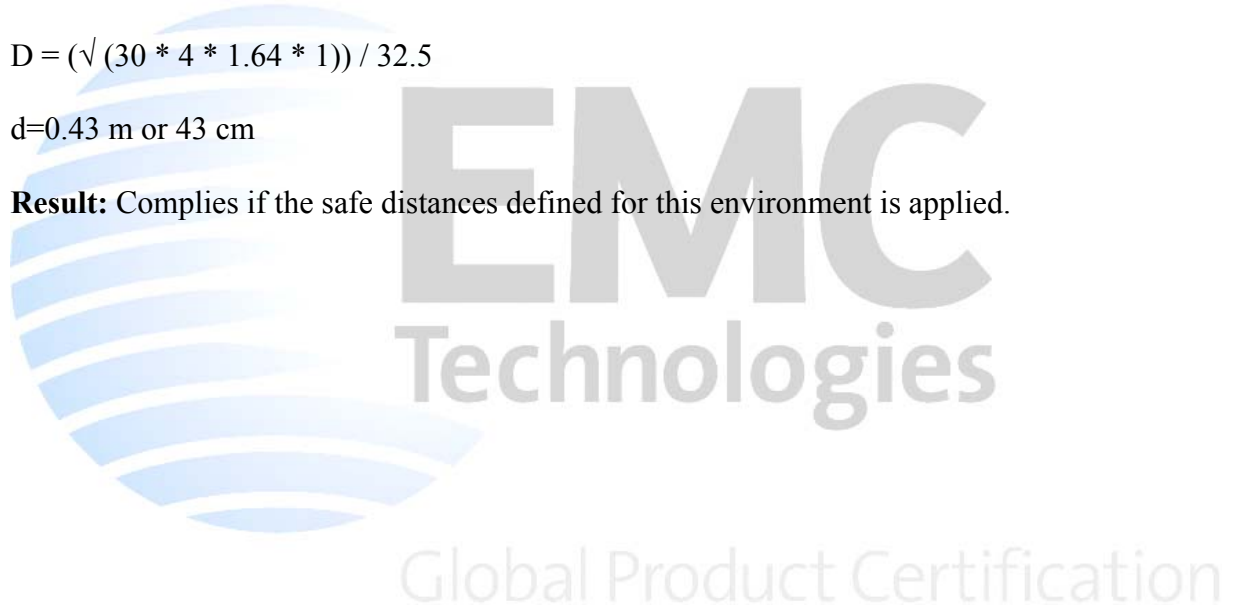 D = (√ (30 * 4 * 1.64 * 1)) / 32.5
d=0.43 m or 43 cm
Result: Complies if the safe distances defined for this environment is applied.
EMC
Technologies
Global Product Certification